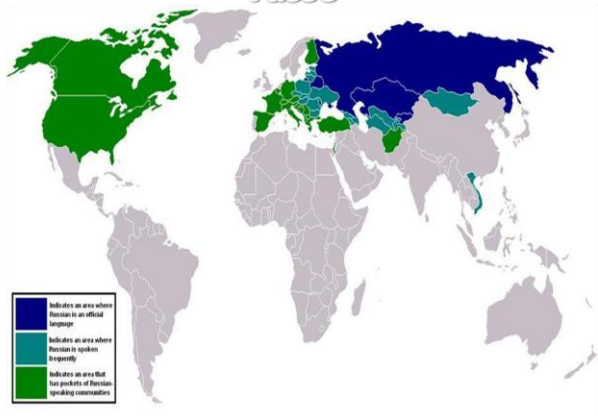 Indicates an area where
Russian is an official
language
Indicates an area where
Russian is spoken
frequently
Indicates an area that
has pockets of Russian-
speaking communities